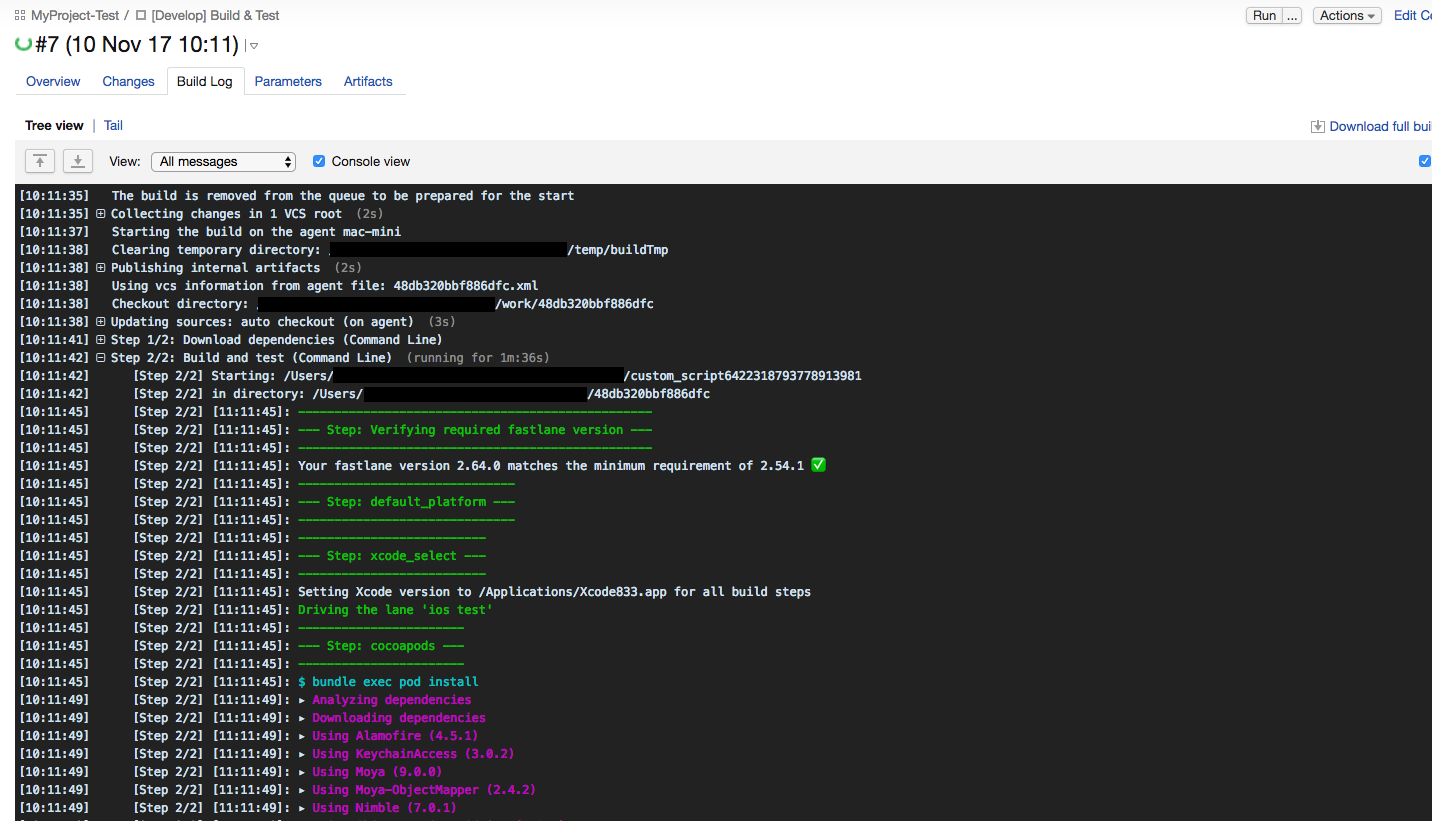 MyProject-Test / [Develop] Build & Test Run ... Actions Edit Co
#7 (10 Nov 17 10:11)
Overview Changes Build Log Parameters Artifacts
Tree view | Tail Download full bui
View: All messages Console view
[10:11:35] The build is removed from the queue to be prepared for the start
[10:11:35] Collecting changes in 1 VCS root (2s)
[10:11:37] Starting the build on the agent mac-mini
[10:11:38] Clearing temporary directory: /temp/buildTmp
[10:11:38] Publishing internal artifacts (2s)
[10:11:38] Using vcs information from agent file: 48db320bbf886dfc.xml
[10:11:38] Checkout directory: /work/48db320bbf886dfc
[10:11:38] Updating sources: auto checkout (on agent) (3s)
[10:11:41] Step 1/2: Download dependencies (Command Line)
[10:11:42] Step 2/2: Build and test (Command Line) (running for 1m:36s)
[10:11:42] [Step 2/2] Starting: /Users/ /custom_script6422318793778913981
[10:11:42] [Step 2/2] in directory: /Users/ /48db320bbf886dfc
[10:11:45] [Step 2/2] [11:11:45]: -------------------------------------------------
[10:11:45] [Step 2/2] [11:11:45]: --- Step: Verifying required fastlane version ---
[10:11:45] [Step 2/2] [11:11:45]: -------------------------------------------------
[10:11:45] [Step 2/2] [11:11:45]: Your fastlane version 2.64.0 matches the minimum requirement of 2.54.1 ✅
[10:11:45] [Step 2/2] [11:11:45]: ------------------------------
[10:11:45] [Step 2/2] [11:11:45]: --- Step: default_platform ---
[10:11:45] [Step 2/2] [11:11:45]: ------------------------------
[10:11:45] [Step 2/2] [11:11:45]: --------------------------
[10:11:45] [Step 2/2] [11:11:45]: --- Step: xcode_select ---
[10:11:45] [Step 2/2] [11:11:45]: --------------------------
[10:11:45] [Step 2/2] [11:11:45]: Setting Xcode version to /Applications/Xcode833.app for all build steps
[10:11:45] [Step 2/2] [11:11:45]: Driving the lane 'ios test'
[10:11:45] [Step 2/2] [11:11:45]: -----------------------
[10:11:45] [Step 2/2] [11:11:45]: --- Step: cocoapods ---
[10:11:45] [Step 2/2] [11:11:45]: -----------------------
[10:11:45] [Step 2/2] [11:11:45]: $ bundle exec pod install
[10:11:49] [Step 2/2] [11:11:49]: ▸ Analyzing dependencies
[10:11:49] [Step 2/2] [11:11:49]: ▸ Downloading dependencies
[10:11:49] [Step 2/2] [11:11:49]: ▸ Using Alamofire (4.5.1)
[10:11:49] [Step 2/2] [11:11:49]: ▸ Using KeychainAccess (3.0.2)
[10:11:49] [Step 2/2] [11:11:49]: ▸ Using Moya (9.0.0)
[10:11:49] [Step 2/2] [11:11:49]: ▸ Using Moya-ObjectMapper (2.4.2)
[10:11:49] [Step 2/2] [11:11:49]: ▸ Using Nimble (7.0.1)